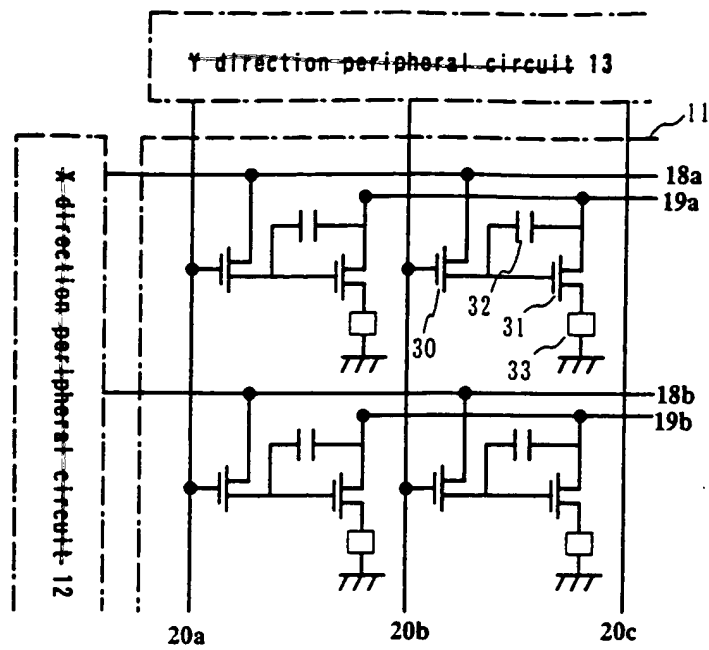 Y direction peripheral circuit 13
11
18a
19a
X direction peripheral circuit 12
32
31
30
33
18b
19b
20a
20b
20c